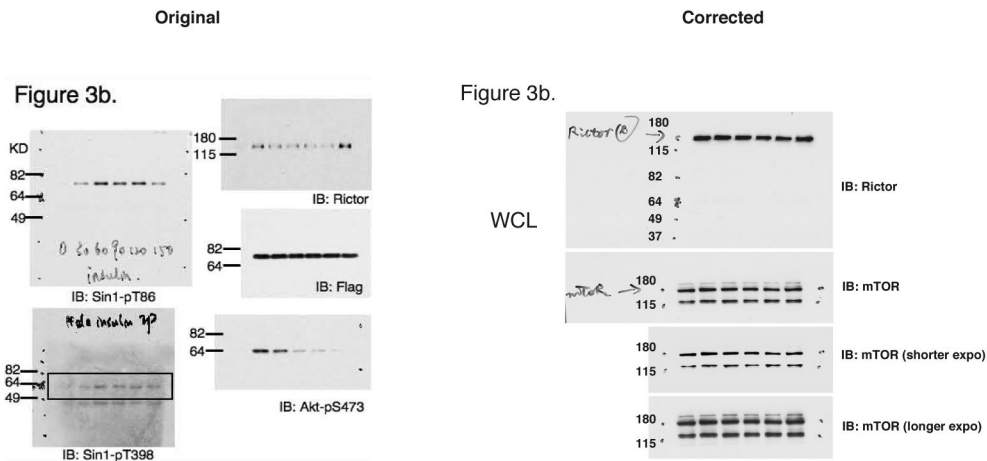 Original
Figure 3b.
KD
82
64
49
0 30 60 90 120 150
insulin.
IB: Sin1-pT86
Hela insulin
82
64
49
IB: Sin1-pT398
180
115
IB: Rictor
82
64
IB: Flag
82
64
IB: Akt-pS473
Corrected
Figure 3b.
WCL
Rictor
180
115
82
64
49
37
IB: Rictor
mToR
180
115
IB: mTOR
180
115
IB: mTOR (shorter expo)
180
115
IB: mTOR (longer expo)